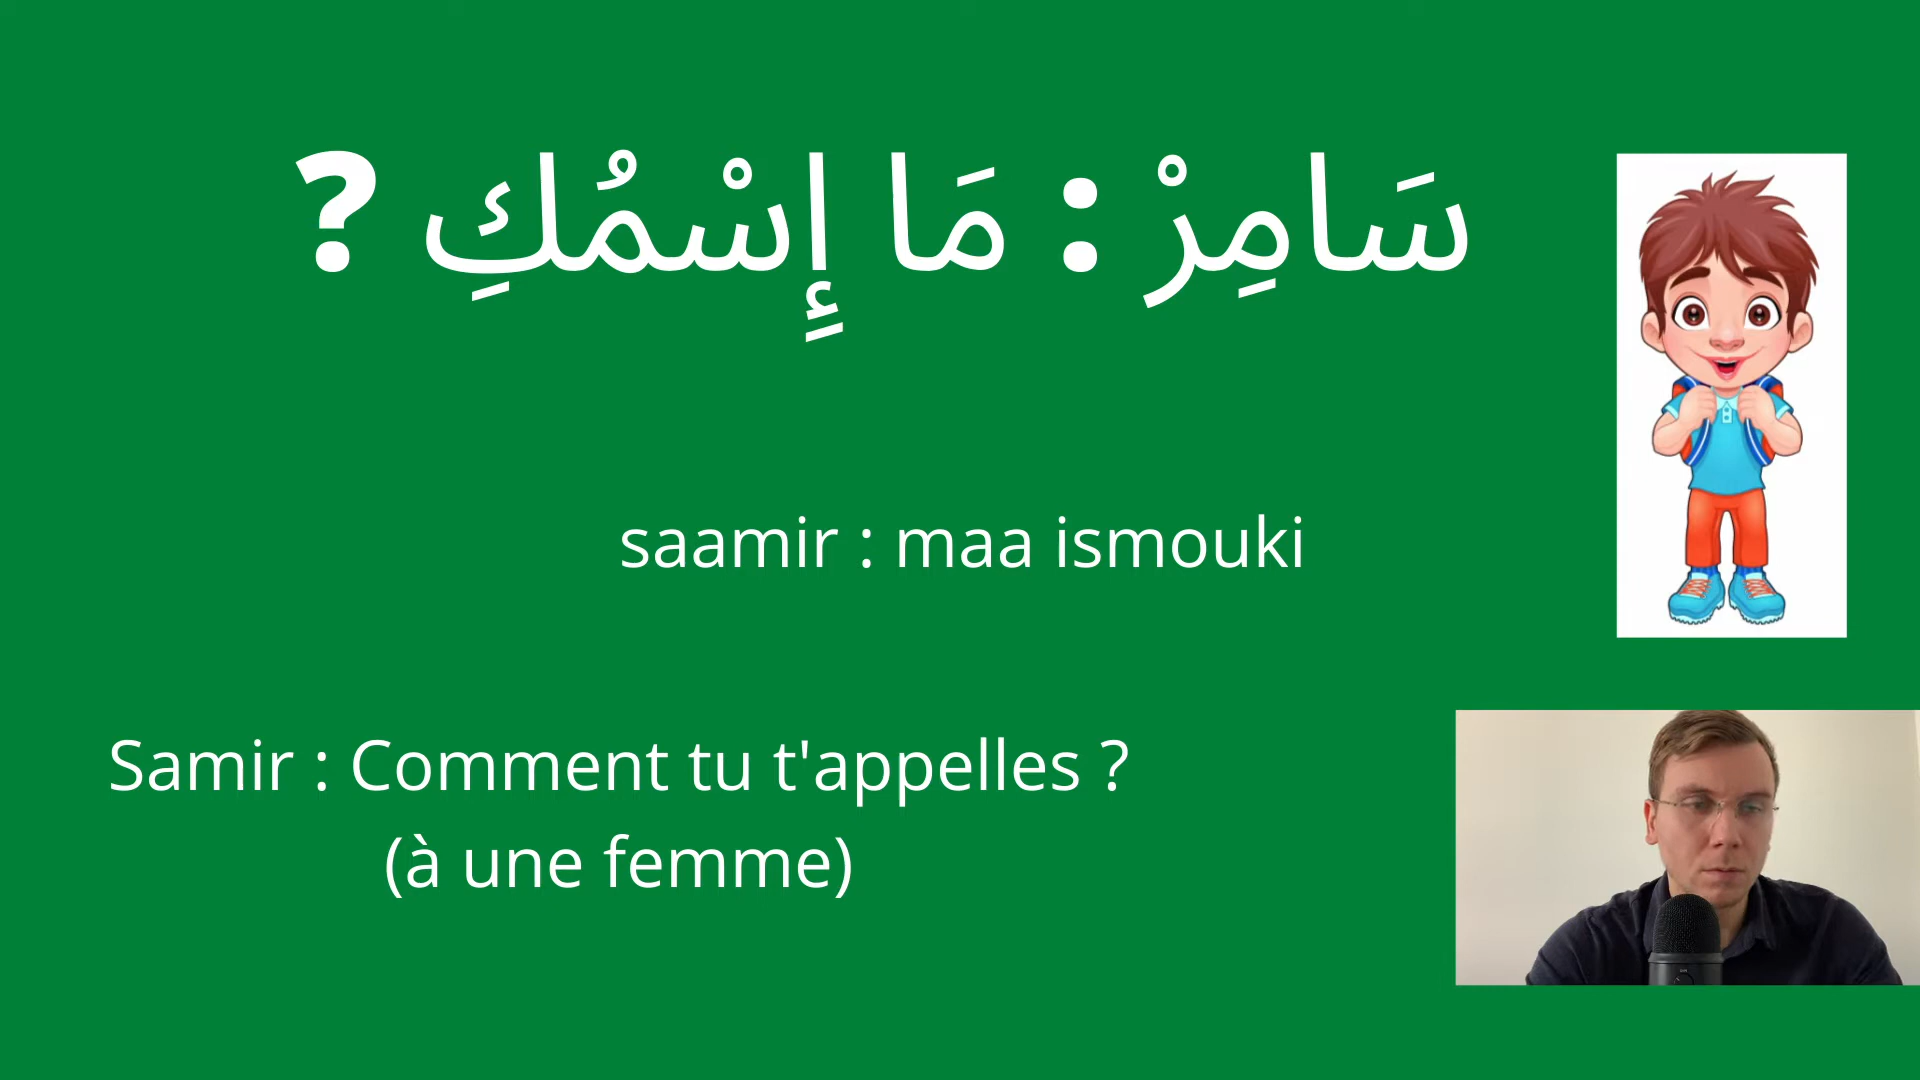 سَامِرْ : مَا إِسْمُكِ ?
saamir : maa ismouki
Samir : Comment tu t'appelles ?
(à une femme)